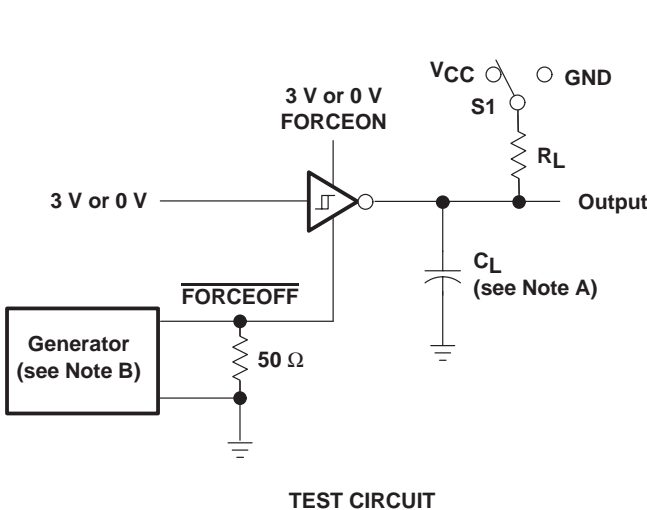 VCC
GND
S1
3 V or 0 V
FORCEON
RL
3 V or 0 V
Output
CL
(see Note A)
FORCEOFF
Generator
(see Note B)
50 Ω
TEST CIRCUIT